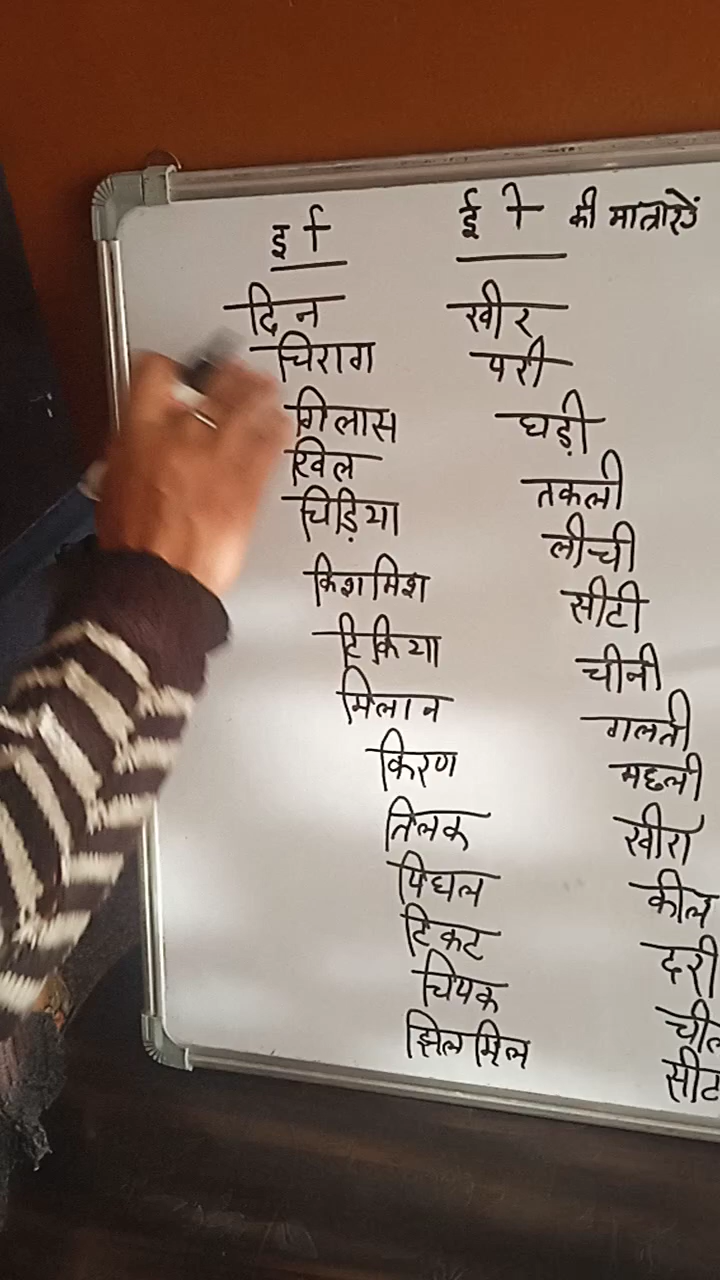 इ ि ई ी की मात्राएँ
दिन खीर
चिराग परी
गिलास घड़ी
खिल तकली
चिड़िया लीची
किशमिश सीटी
टिकिया चीनी
मिलान गलती
किरण मछली
तिलक खीरा
पिघल कील
टिकट दरी
चिपक
झिलमिल